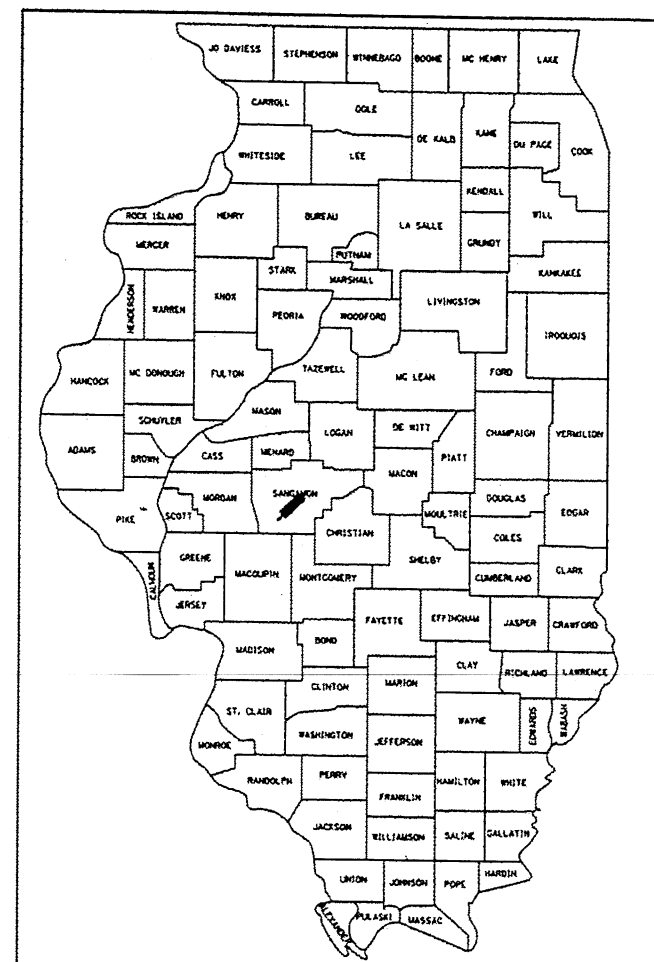 JO DAVIESS STEPHENSON WINNEBAGO BOONE MC HENRY LAKE
CARROLL OGLE DE KALB KANE DU PAGE COOK
WHITESIDE LEE KENDALL WILL
ROCK ISLAND HENRY BUREAU LA SALLE GRUNDY
MERCER PUTNAM KANKAKEE
STARK MARSHALL
HENDERSON WARREN KNOX PEORIA WOODFORD LIVINGSTON IROQUOIS
HANCOCK MC DONOUGH FULTON TAZEWELL MC LEAN FORD
SCHUYLER MASON LOGAN DE WITT CHAMPAIGN VERMILION
ADAMS BROWN CASS MENARD MACON PIATT
PIKE SCOTT MORGAN SANGAMON CHRISTIAN MOULTRIE DOUGLAS EDGAR
COLES
CALHOUN GREENE MACOUPIN MONTGOMERY SHELBY CUMBERLAND CLARK
JERSEY FAYETTE EFFINGHAM JASPER CRAWFORD
MADISON BOND CLAY RICHLAND LAWRENCE
CLINTON MARION
ST. CLAIR WASHINGTON JEFFERSON WAYNE EDWARDS WABASH
MONROE
RANDOLPH PERRY FRANKLIN HAMILTON WHITE
JACKSON WILLIAMSON SALINE GALLATIN
UNION JOHNSON POPE HARDIN
ALEXANDER PULASKI MASSAC